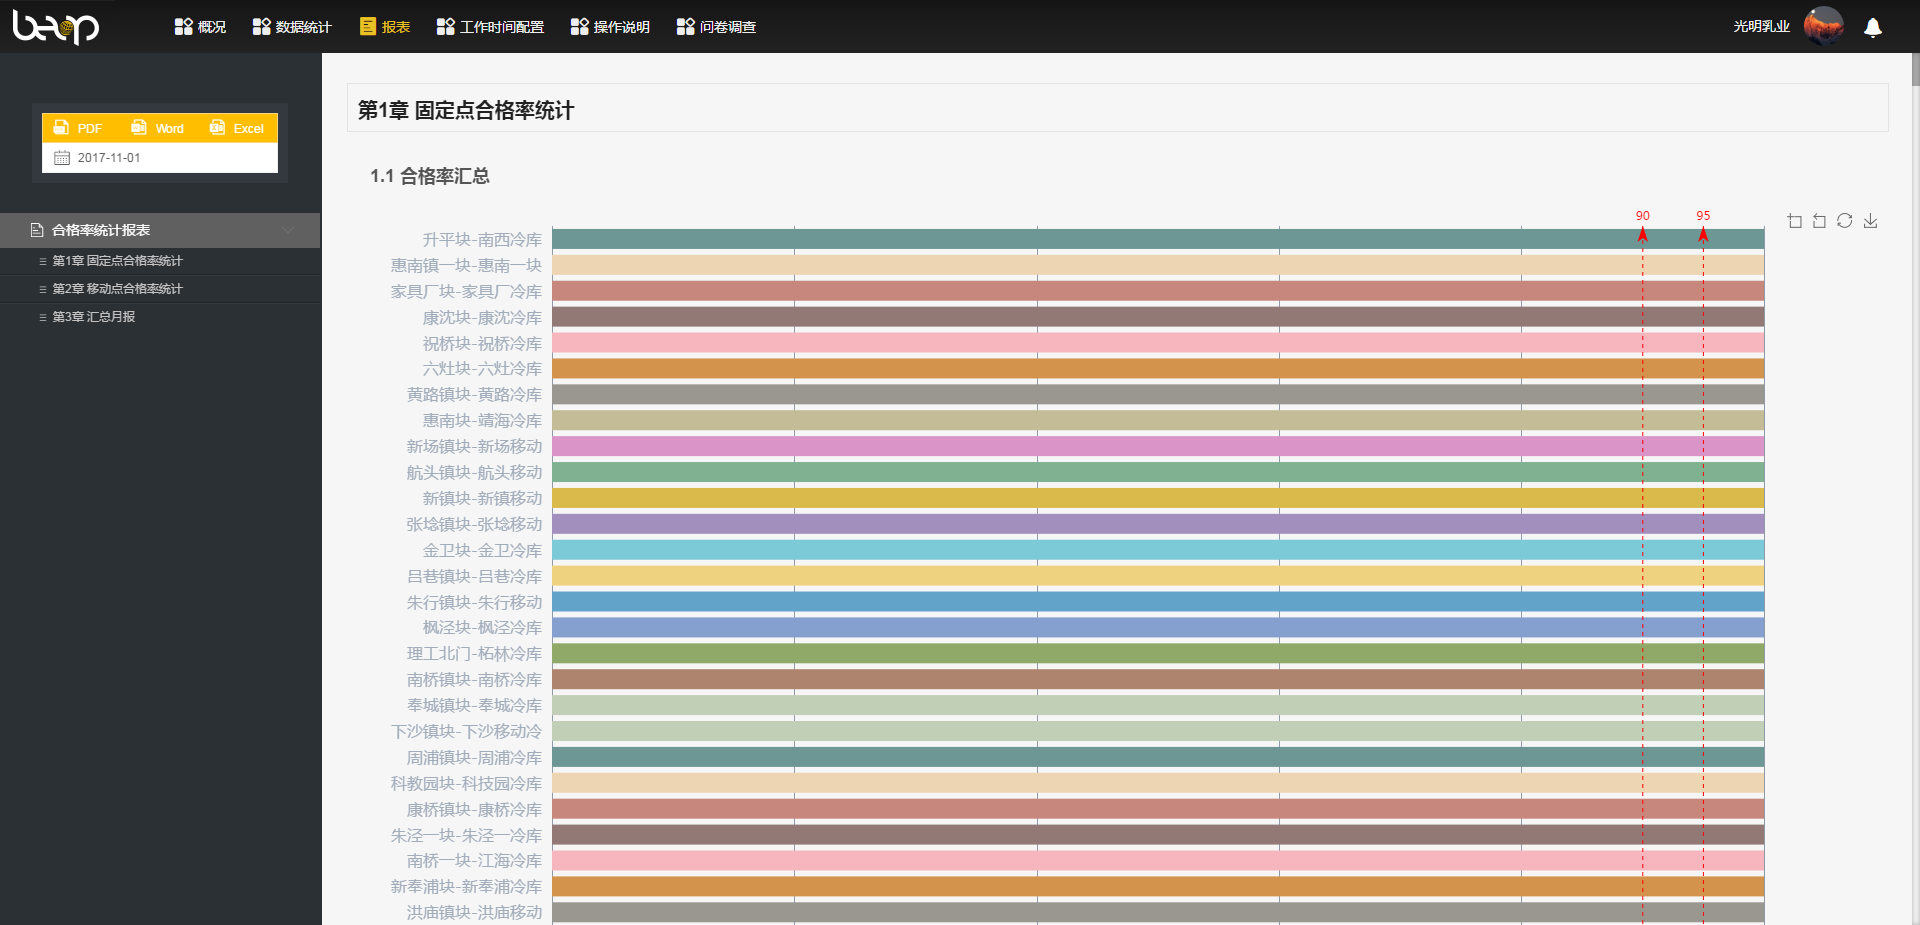 beop
概况
数据统计
报表
工作时间配置
操作说明
问卷调查
光明乳业
PDF
Word
Excel
2017-11-01
合格率统计报表
第1章 固定点合格率统计
第2章 移动点合格率统计
第3章 汇总月报
第1章 固定点合格率统计
1.1 合格率汇总
90
95
升平块-南西冷库
惠南镇一块-惠南一块
家具厂块-家具厂冷库
康沈块-康沈冷库
祝桥块-祝桥冷库
六灶块-六灶冷库
黄路镇块-黄路冷库
惠南块-靖海冷库
新场镇块-新场移动
航头镇块-航头移动
新镇块-新镇移动
张埝镇块-张埝移动
金卫块-金卫冷库
吕巷镇块-吕巷冷库
朱行镇块-朱行移动
枫泾块-枫泾冷库
理工北门-柘林冷库
南桥镇块-南桥冷库
奉城镇块-奉城冷库
下沙镇块-下沙移动冷
周浦镇块-周浦冷库
科教园块-科技园冷库
康桥镇块-康桥冷库
朱泾一块-朱泾一冷库
南桥一块-江海冷库
新奉浦块-新奉浦冷库
洪庙镇块-洪庙移动